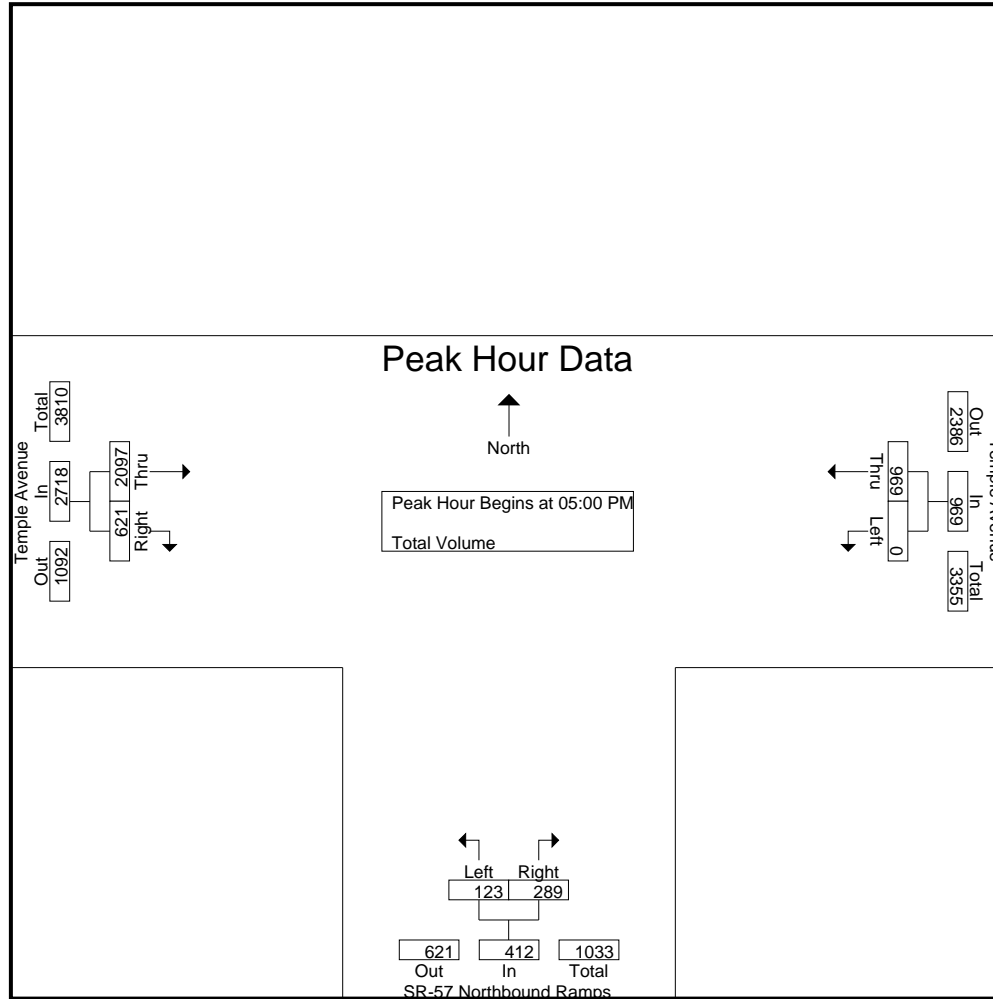 Peak Hour Data
North
Peak Hour Begins at 05:00 PM
Total Volume
Temple Avenue
Total
3810
In
2718
Out
1092
Thru
2097
Right
621
Out
2386
In
969
Total
3355
Thru
969
Left
0
Left Right
123 289
621 412 1033
Out In Total
SR-57 Northbound Ramps